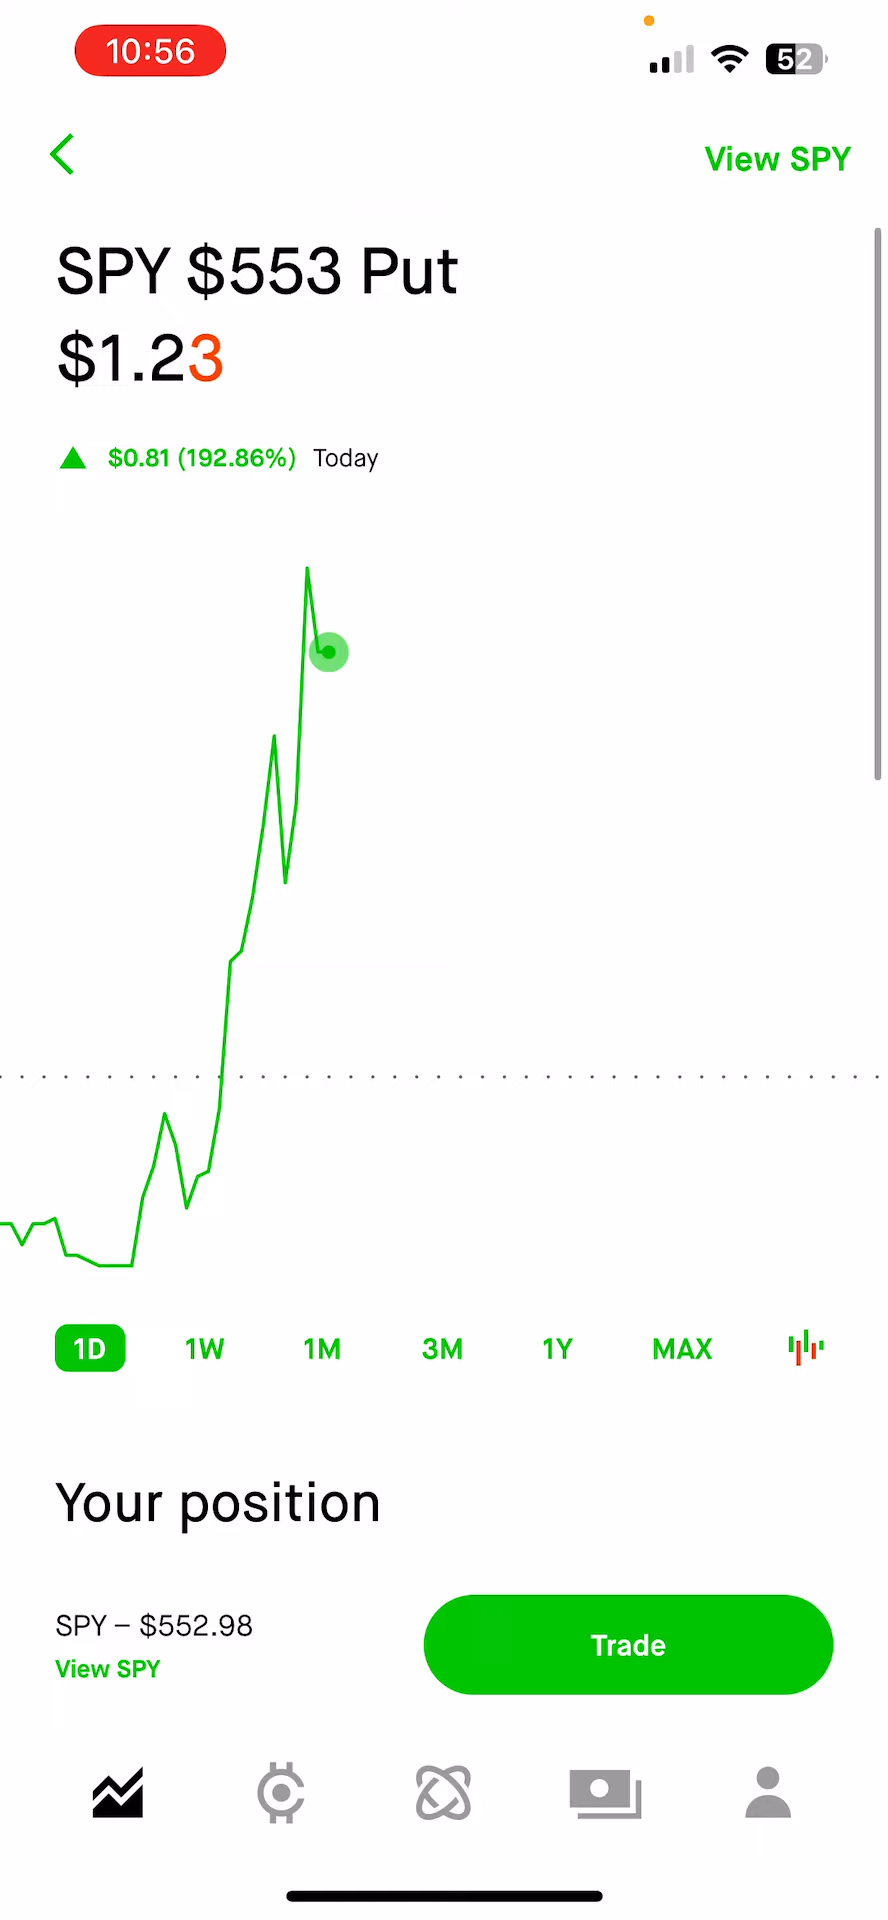 10:56
52
View SPY
SPY $553 Put
$1.23
$0.81 (192.86%) Today
1D 1W 1M 3M 1Y MAX
Your position
SPY – $552.98
View SPY
Trade